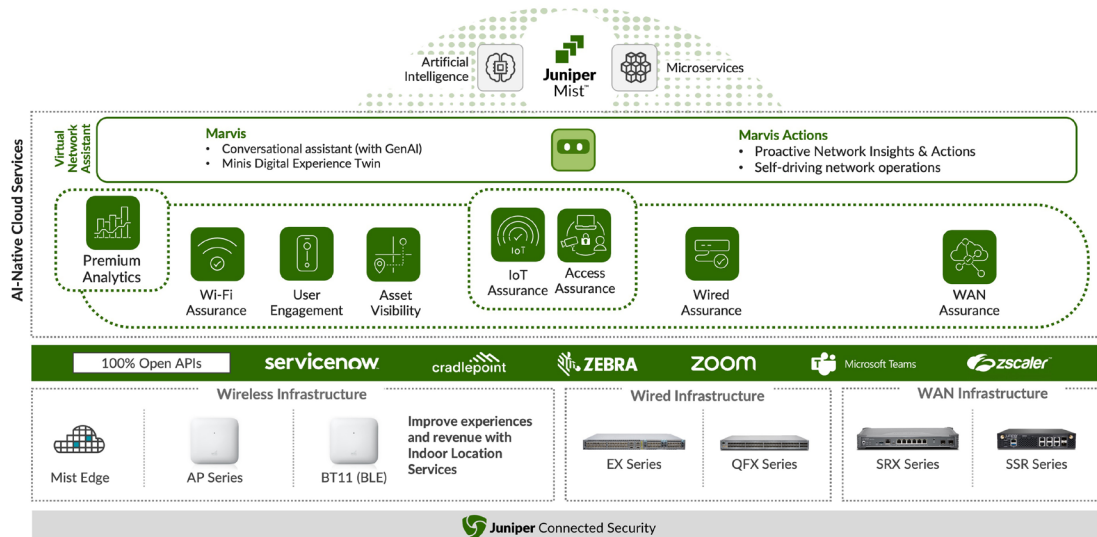 Artificial
Intelligence
Juniper
Mist™
Microservices
AI-Native Cloud Services
Virtual
Network
Assistant
Marvis
• Conversational assistant (with GenAI)
• Minis Digital Experience Twin
Marvis Actions
• Proactive Network Insights & Actions
• Self-driving network operations
Premium
Analytics
Wi-Fi
Assurance
User
Engagement
Asset
Visibility
IoT
IoT
Assurance
Access
Assurance
Wired
Assurance
WAN
Assurance
100% Open APIs
servicenow
cradlepoint
ZEBRA
zoom
Microsoft Teams
zscaler™
Wireless Infrastructure
Mist Edge
AP Series
BT11 (BLE)
Improve experiences
and revenue with
Indoor Location
Services
Wired Infrastructure
EX Series
QFX Series
WAN Infrastructure
SRX Series
SSR Series
Juniper Connected Security